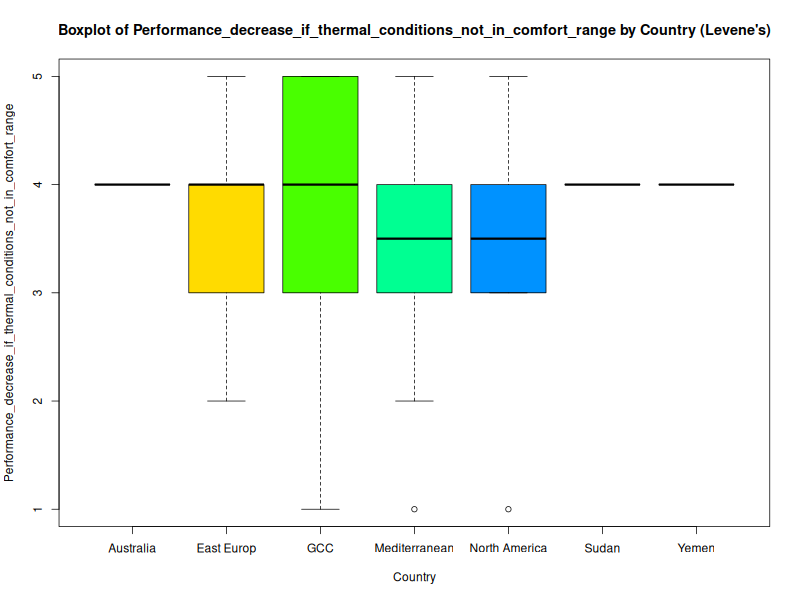 Boxplot of Performance_decrease_if_thermal_conditions_not_in_comfort_range by Country (Levene's)
Performance_decrease_if_thermal_conditions_not_in_comfort_range
5
4
3
2
1
Australia East Europ GCC Mediterranean North America Sudan Yemen
Country